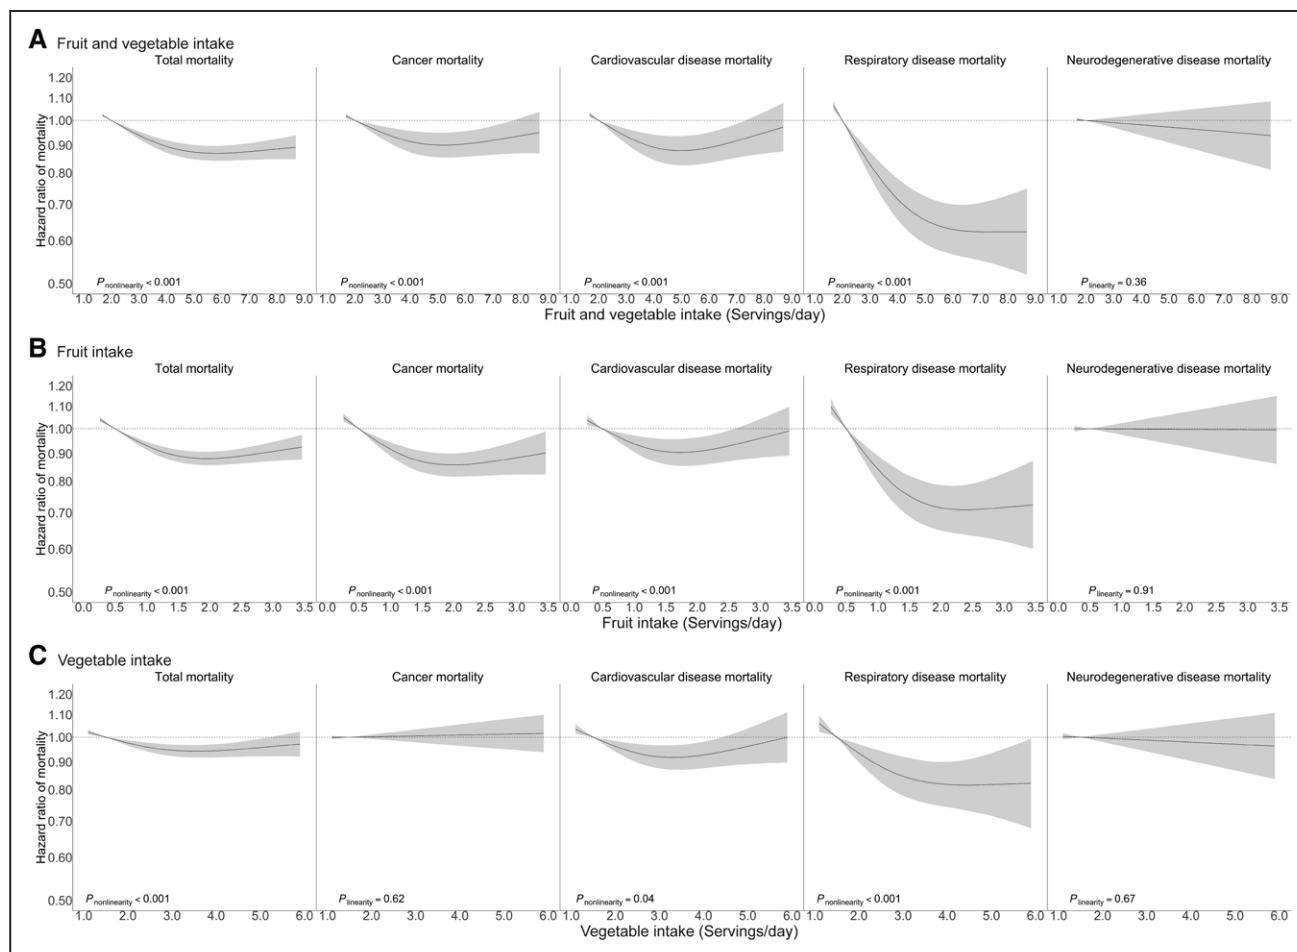 A Fruit and vegetable intake
Total mortality Cancer mortality Cardiovascular disease mortality Respiratory disease mortality Neurodegenerative disease mortality
Hazard ratio of mortality
1.20
1.10
1.00
0.90
0.80
0.70
0.60
0.50
P nonlinearity < 0.001 P nonlinearity < 0.001 P nonlinearity < 0.001 P nonlinearity < 0.001 P linearity = 0.36
1.0 2.0 3.0 4.0 5.0 6.0 7.0 8.0 9.0 1.0 2.0 3.0 4.0 5.0 6.0 7.0 8.0 9.0 1.0 2.0 3.0 4.0 5.0 6.0 7.0 8.0 9.0 1.0 2.0 3.0 4.0 5.0 6.0 7.0 8.0 9.0 1.0 2.0 3.0 4.0 5.0 6.0 7.0 8.0 9.0
Fruit and vegetable intake (Servings/day)
B Fruit intake
Total mortality Cancer mortality Cardiovascular disease mortality Respiratory disease mortality Neurodegenerative disease mortality
Hazard ratio of mortality
1.20
1.10
1.00
0.90
0.80
0.70
0.60
0.50
P nonlinearity < 0.001 P nonlinearity < 0.001 P nonlinearity < 0.001 P nonlinearity < 0.001 P linearity = 0.91
0.0 0.5 1.0 1.5 2.0 2.5 3.0 3.5 0.0 0.5 1.0 1.5 2.0 2.5 3.0 3.5 0.0 0.5 1.0 1.5 2.0 2.5 3.0 3.5 0.0 0.5 1.0 1.5 2.0 2.5 3.0 3.5 0.0 0.5 1.0 1.5 2.0 2.5 3.0 3.5
Fruit intake (Servings/day)
C Vegetable intake
Total mortality Cancer mortality Cardiovascular disease mortality Respiratory disease mortality Neurodegenerative disease mortality
Hazard ratio of mortality
1.20
1.10
1.00
0.90
0.80
0.70
0.60
0.50
P nonlinearity < 0.001 P linearity = 0.62 P nonlinearity = 0.04 P nonlinearity < 0.001 P linearity = 0.67
1.0 2.0 3.0 4.0 5.0 6.0 1.0 2.0 3.0 4.0 5.0 6.0 1.0 2.0 3.0 4.0 5.0 6.0 1.0 2.0 3.0 4.0 5.0 6.0 1.0 2.0 3.0 4.0 5.0 6.0
Vegetable intake (Servings/day)